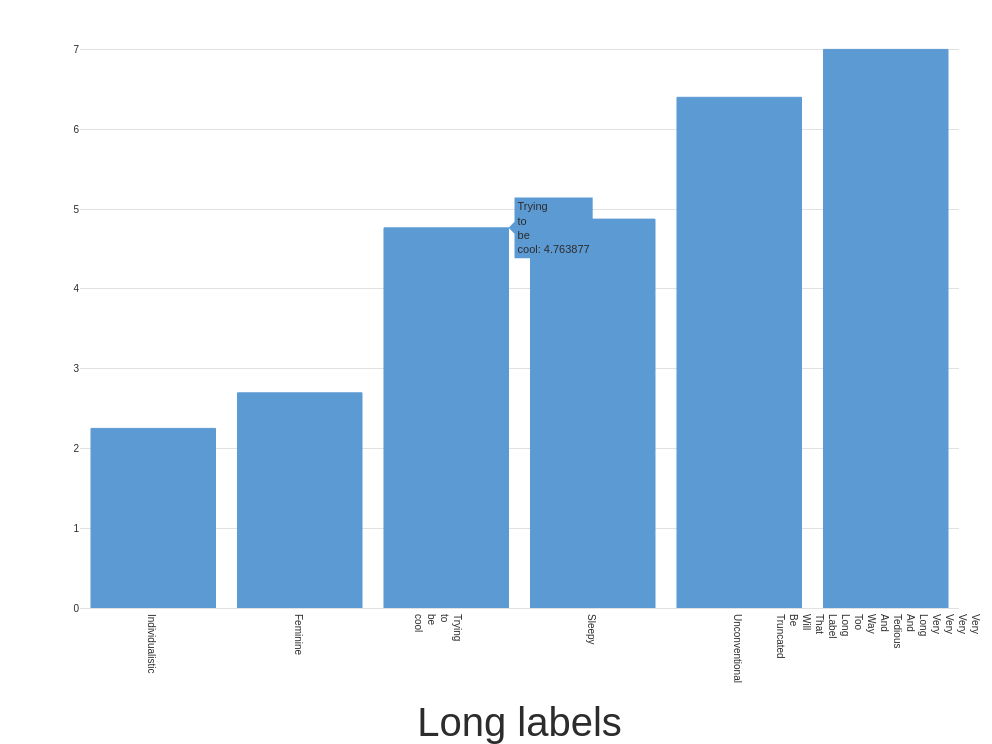 7
6
5
4
3
2
1
0
Trying
to
be
cool: 4.763877
Individualistic
Feminine
Trying
to
be
cool
Sleepy
Unconventional
Very
Very
Very
Very
Long
And
Tedious
And
Way
Too
Long
Label
That
Will
Be
Truncated
Long labels